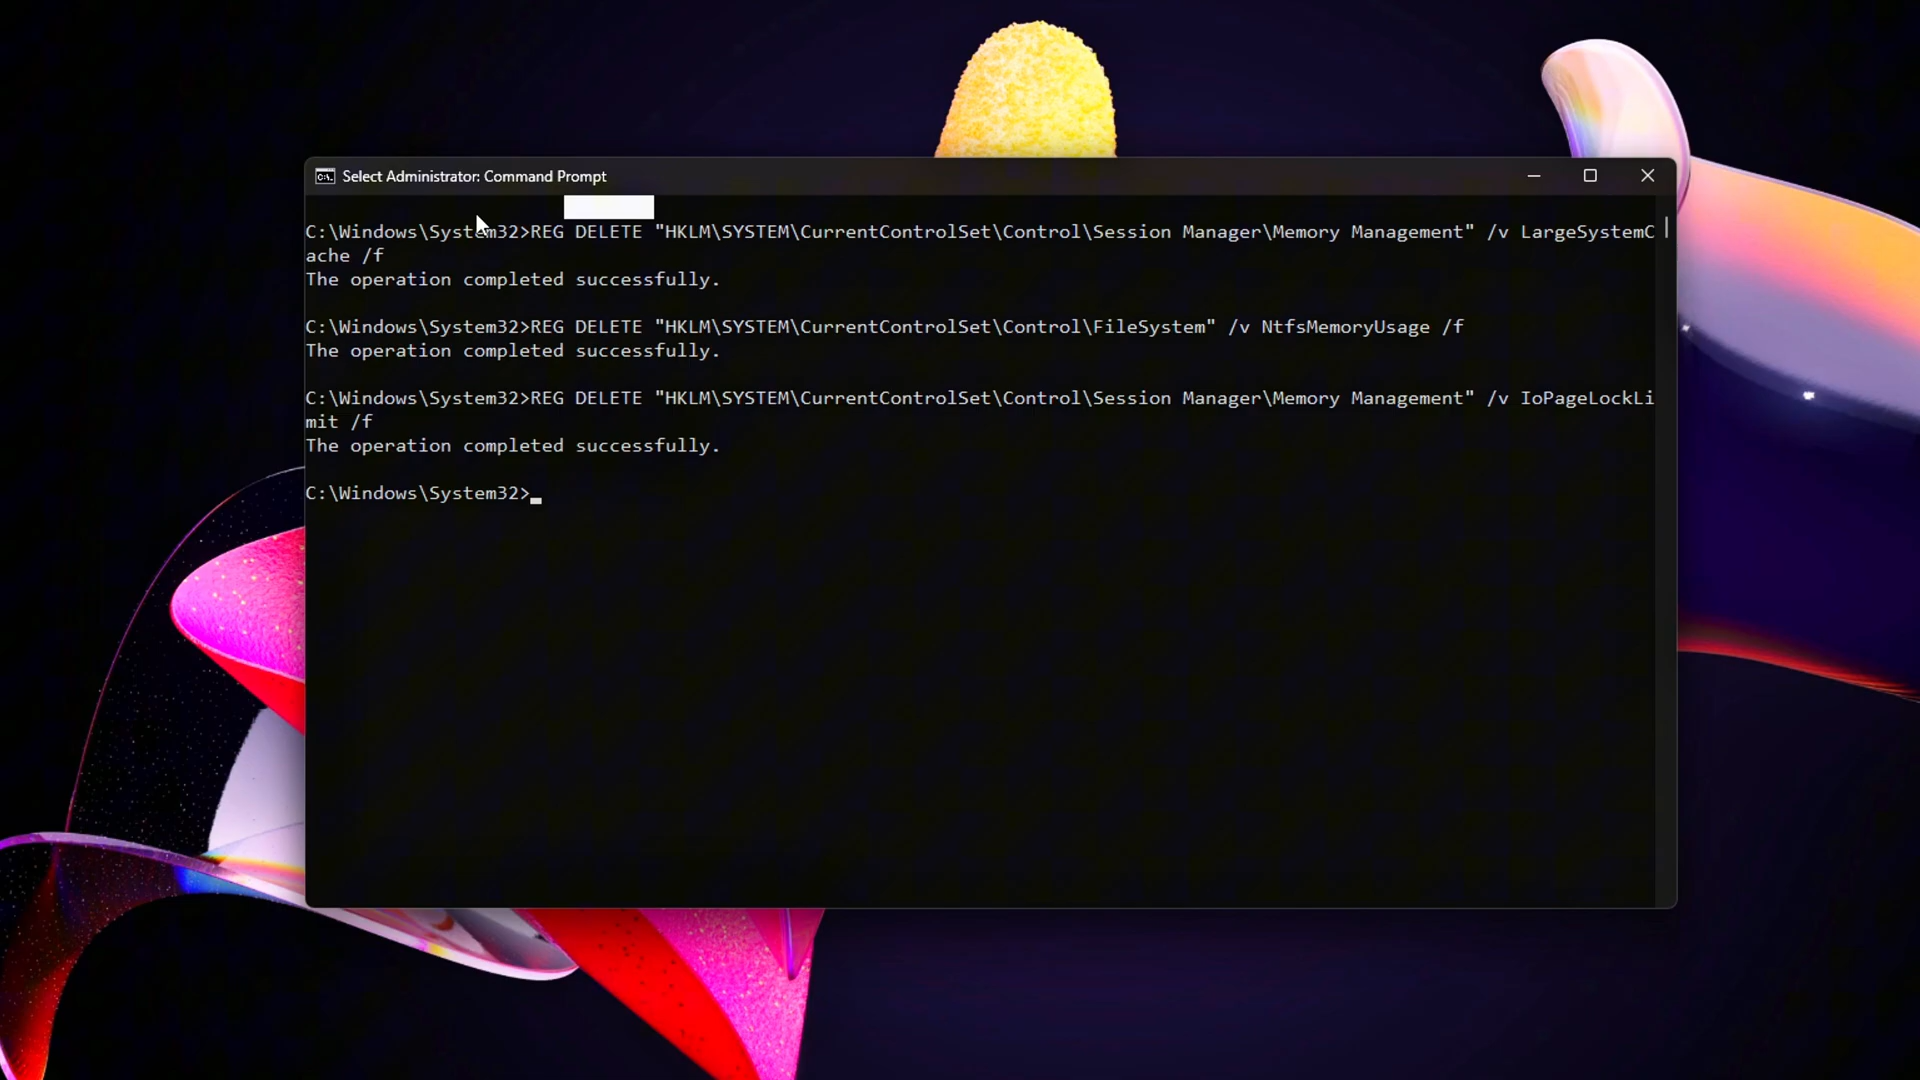 Select Administrator: Command Prompt
C:\Windows\System32>REG DELETE "HKLM\SYSTEM\CurrentControlSet\Control\Session Manager\Memory Management" /v LargeSystemC
ache /f
The operation completed successfully.
C:\Windows\System32>REG DELETE "HKLM\SYSTEM\CurrentControlSet\Control\FileSystem" /v NtfsMemoryUsage /f
The operation completed successfully.
C:\Windows\System32>REG DELETE "HKLM\SYSTEM\CurrentControlSet\Control\Session Manager\Memory Management" /v IoPageLockLi
mit /f
The operation completed successfully.
C:\Windows\System32>